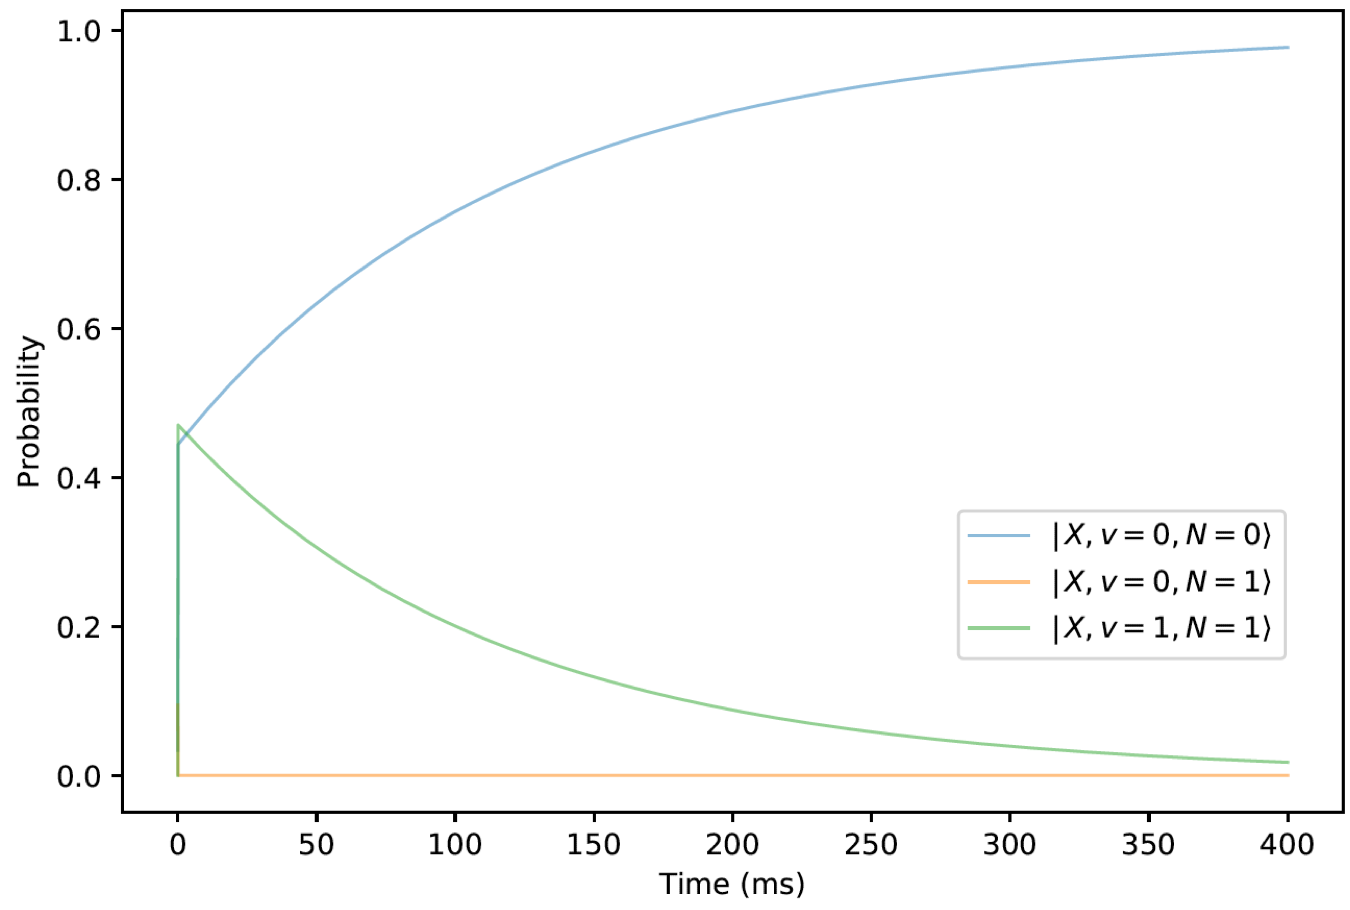 1.0
0.8
0.6
0.4
0.2
0.0
Probability
|X, v = 0, N = 0⟩
|X, v = 0, N = 1⟩
|X, v = 1, N = 1⟩
0 50 100 150 200 250 300 350 400
Time (ms)